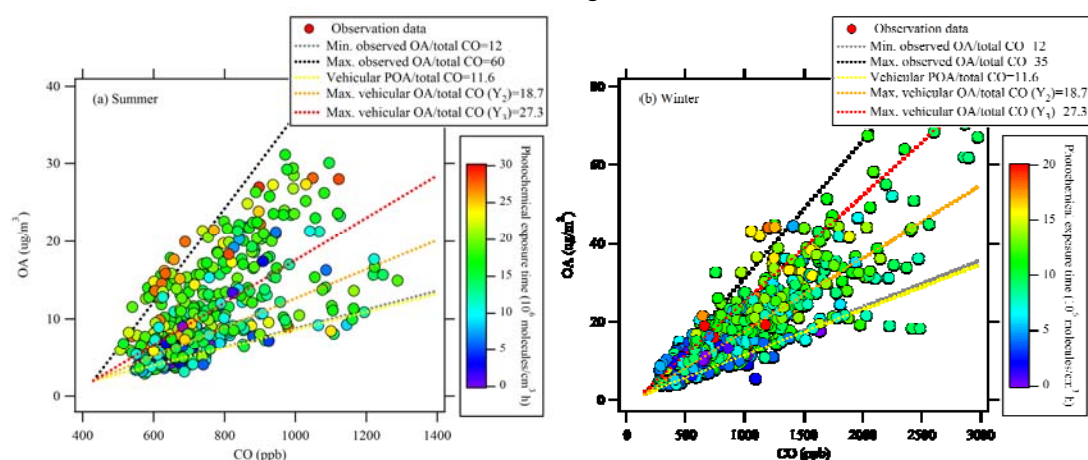 Observation data
Min. observed OA/total CO=12
Max. observed OA/total CO=60
Vehicular POA/total CO=11.6
Max. vehicular OA/total CO (Y2)=18.7
Max. vehicular OA/total CO (Y3)=27.3
(a) Summer
OA (ug/m³)
40
30
20
10
0
400
600
800
1000
1200
1400
CO (ppb)
30
25
20
15
10
5
0
Photochemical exposure time (10⁶ molecules/cm³ h)
Observation data
Min. observed OA/total CO 12
Max. observed OA/total CO 35
Vehicular POA/total CO=11.6
Max. vehicular OA/total CO (Y2)=18.7
Max. vehicular OA/total CO (Y3) 27.3
(b) Winter
OA (ug/m³)
80
60
40
20
0
0
500
1000
1500
2000
2500
3000
CO (ppb)
20
15
10
5
0
Photochemical exposure time (10⁶ molecules/cm³ h)